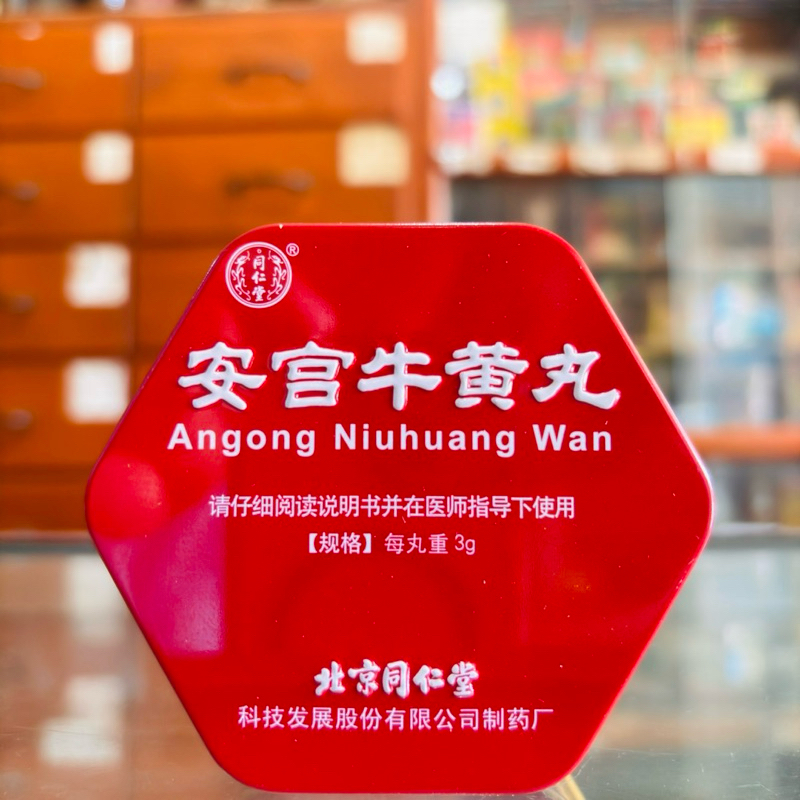 同仁堂
®
安宫牛黄丸
Angong Niuhuang Wan
请仔细阅读说明书并在医师指导下使用
【规格】每丸重 3g
北京同仁堂
科技发展股份有限公司制药厂